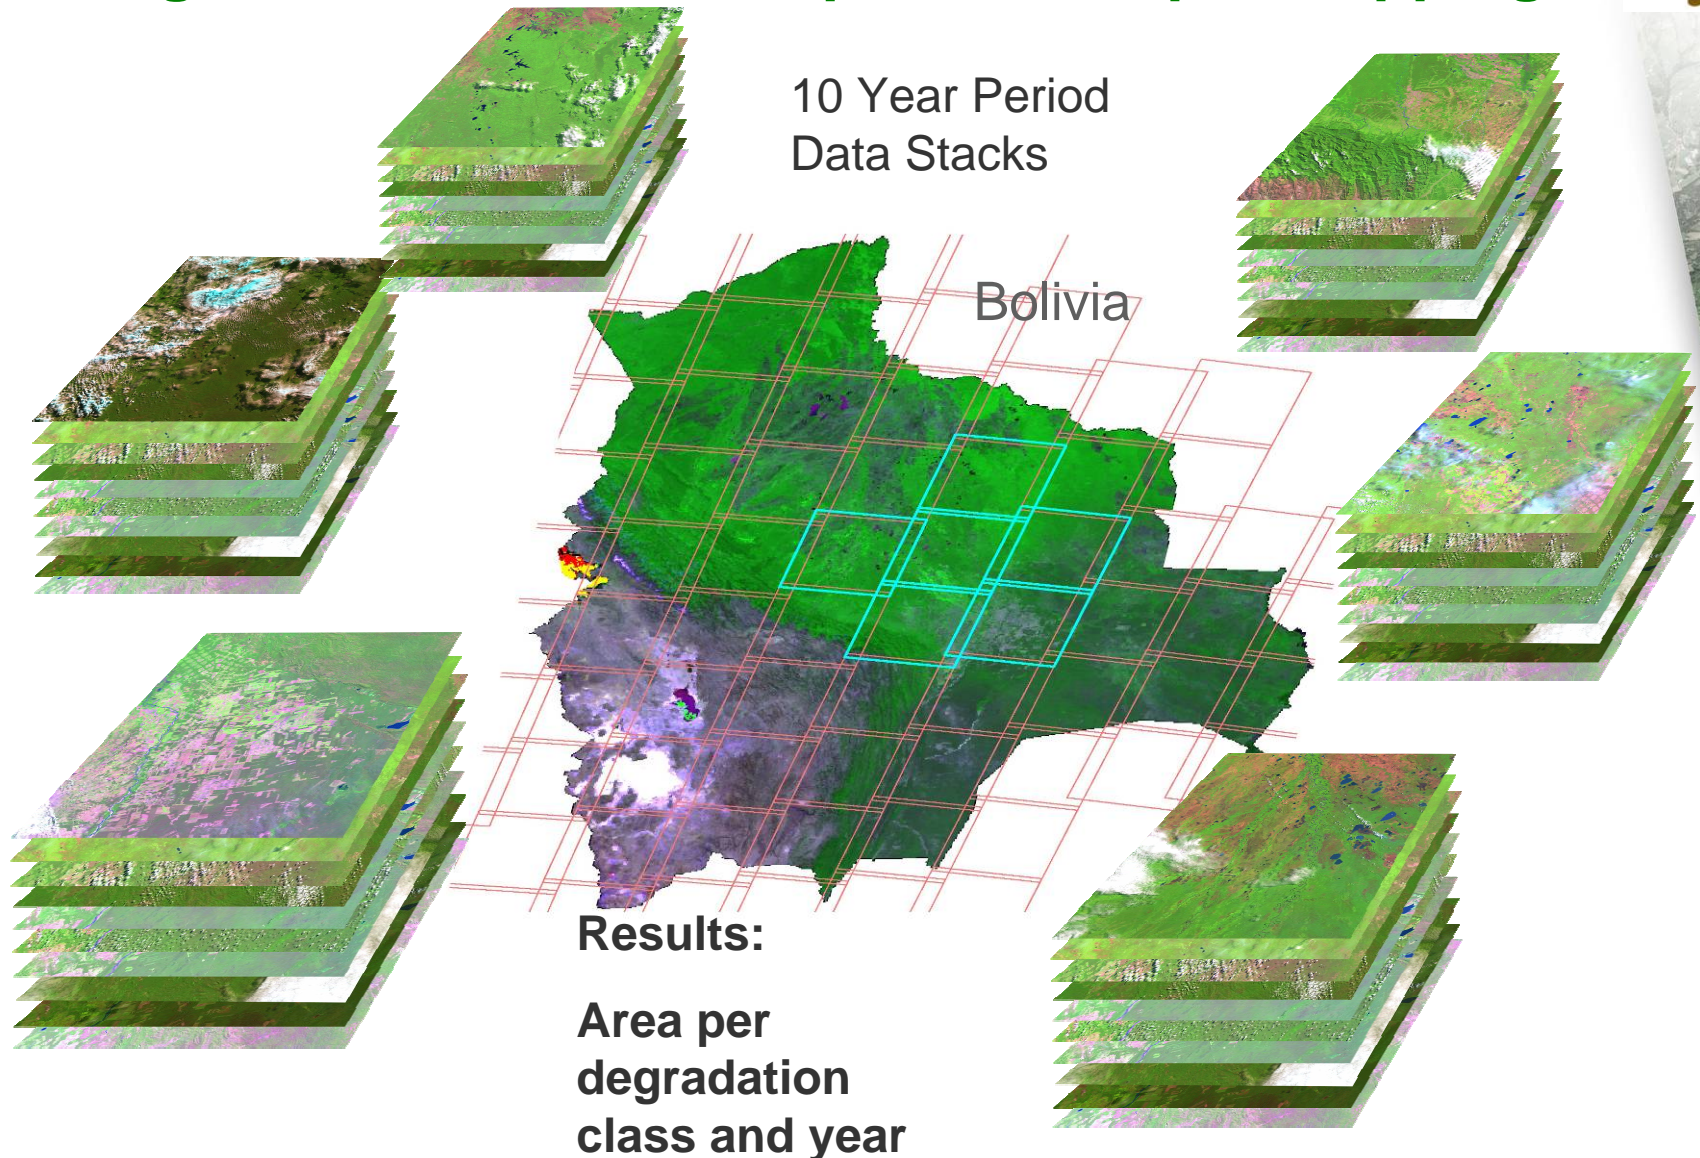 10 Year Period
Data Stacks
Bolivia
Results:
Area per
degradation
class and year